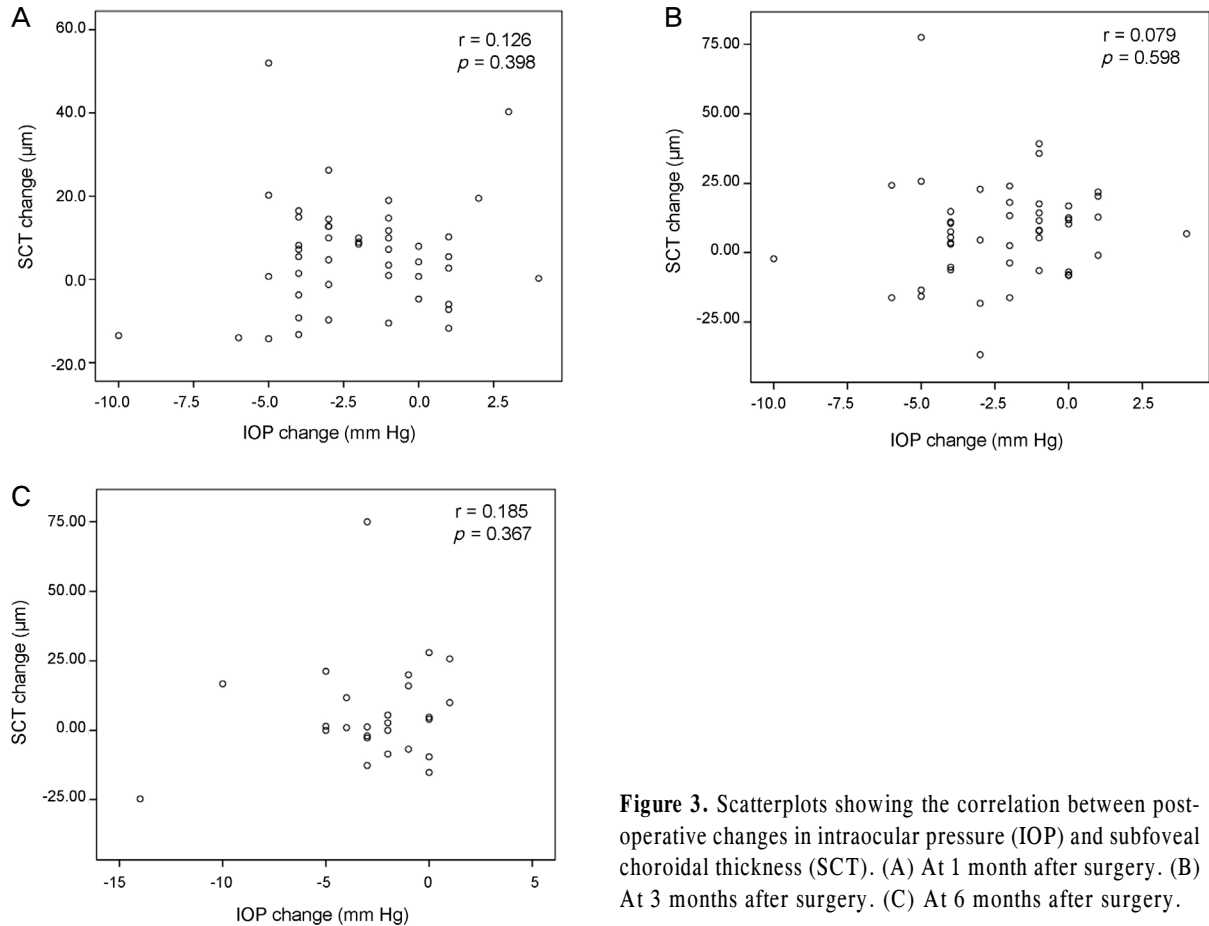 A
60.0
40.0
20.0
0.0
-20.0
SCT change (µm)
r = 0.126
p = 0.398
-10.0 -7.5 -5.0 -2.5 0.0 2.5
IOP change (mm Hg)
B
75.00
50.00
25.00
0.00
-25.00
SCT change (µm)
r = 0.079
p = 0.598
-10.0 -7.5 -5.0 -2.5 0.0 2.5
IOP change (mm Hg)
C
75.00
50.00
25.00
0.00
-25.00
SCT change (µm)
r = 0.185
p = 0.367
-15 -10 -5 0 5
IOP change (mm Hg)
Figure 3. Scatterplots showing the correlation between post-
operative changes in intraocular pressure (IOP) and subfoveal
choroidal thickness (SCT). (A) At 1 month after surgery. (B)
At 3 months after surgery. (C) At 6 months after surgery.